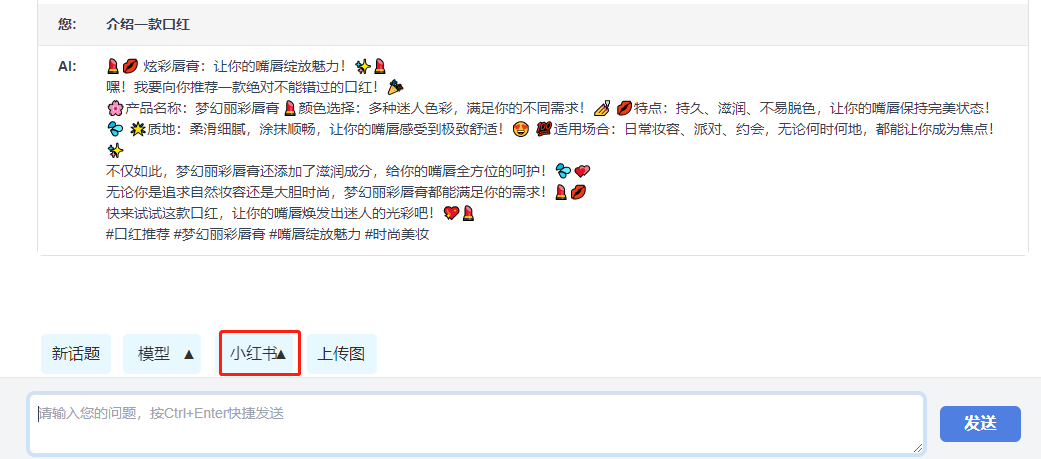 您: 介绍一款口红
AI: 💄💋 炫彩唇膏：让你的嘴唇绽放魅力！✨💄
嘿！我要向你推荐一款绝对不能错过的口红！
🌸产品名称：梦幻丽彩唇膏 💄颜色选择：多种迷人色彩，满足你的不同需求！💅 💋特点：持久、滋润、不易脱色，让你的嘴唇保持完美状态！
💦 🌟质地：柔滑细腻，涂抹顺畅，让你的嘴唇感受到极致舒适！😍 💯适用场合：日常妆容、派对、约会，无论何时何地，都能让你成为焦点！
✨
不仅如此，梦幻丽彩唇膏还添加了滋润成分，给你的嘴唇全方位的呵护！💦💕
无论你是追求自然妆容还是大胆时尚，梦幻丽彩唇膏都能满足你的需求！💄💋
快来试试这款口红，让你的嘴唇焕发出迷人的光彩吧！💖💄
#口红推荐 #梦幻丽彩唇膏 #嘴唇绽放魅力 #时尚美妆
新话题 模型 ▲ 小红书▲ 上传图
请输入您的问题，按Ctrl+Enter快捷发送
发送